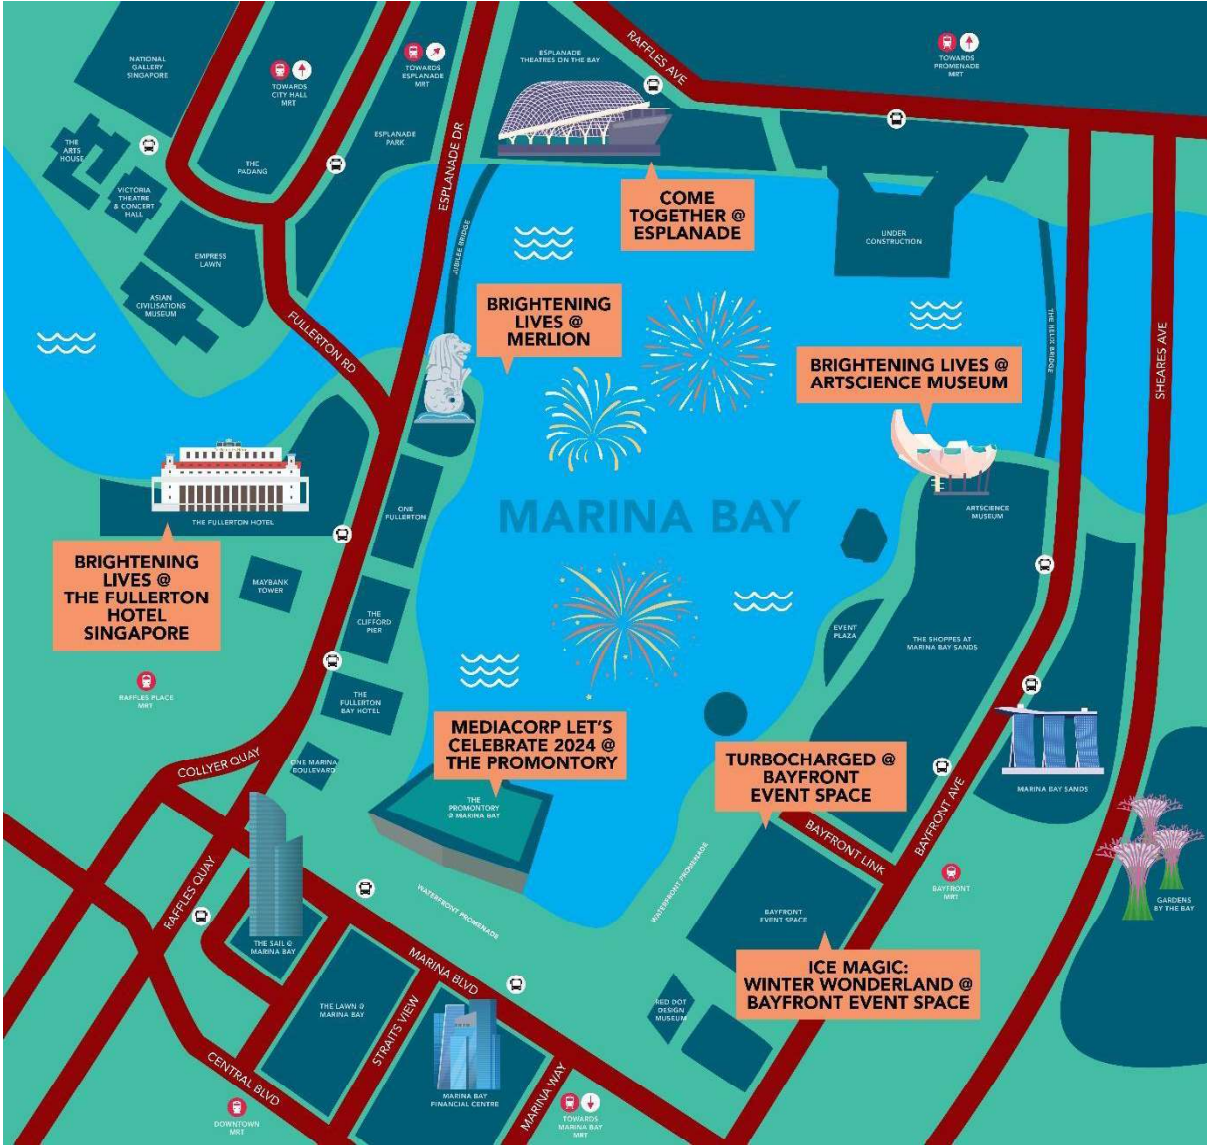 NATIONAL
GALLERY
SINGAPORE
TOWARDS
CITY HALL
MRT
TOWARDS
ESPLANADE
MRT
ESPLANADE
THEATRES ON THE BAY
RAFFLES AVE
TOWARDS
PROMENADE
MRT
THE
ARTS
HOUSE
THE
PADANG
ESPLANADE
PARK
ESPLANADE DR
VICTORIA
THEATRE
& CONCERT
HALL
COME
TOGETHER @
ESPLANADE
EMPRESS
LAWN
JUBILEE BRIDGE
UNDER
CONSTRUCTION
ASIAN
CIVILISATIONS
MUSEUM
FULLERTON RD
BRIGHTENING
LIVES @
MERLION
THE HELIX BRIDGE
SHEARES AVE
BRIGHTENING LIVES @
ARTSCIENCE MUSEUM
THE FULLERTON HOTEL
ONE
FULLERTON
MARINA BAY
ARTSCIENCE
MUSEUM
BRIGHTENING
LIVES @
THE FULLERTON
HOTEL
SINGAPORE
MAYBANK
TOWER
THE
CLIFFORD
PIER
EVENT
PLAZA
THE SHOPPES AT
MARINA BAY SANDS
RAFFLES PLACE
MRT
THE
FULLERTON
BAY HOTEL
MEDIACORP LET'S
CELEBRATE 2024 @
THE PROMONTORY
COLLYER QUAY
ONE MARINA
BOULEVARD
TURBOCHARGED @
BAYFRONT
EVENT SPACE
MARINA BAY SANDS
THE
PROMONTORY
@ MARINA BAY
BAYFRONT LINK
BAYFRONT AVE
RAFFLES QUAY
WATERFRONT PROMENADE
WATERFRONT PROMENADE
BAYFRONT
MRT
GARDENS
BY THE BAY
BAYFRONT
EVENT SPACE
THE SAIL @
MARINA BAY
MARINA BLVD
ICE MAGIC:
WINTER WONDERLAND @
BAYFRONT EVENT SPACE
THE LAWN @
MARINA BAY
STRAITS VIEW
RED DOT
DESIGN
MUSEUM
CENTRAL BLVD
MARINA BAY
FINANCIAL CENTRE
MARINA WAY
DOWNTOWN
MRT
TOWARDS
MARINA BAY
MRT